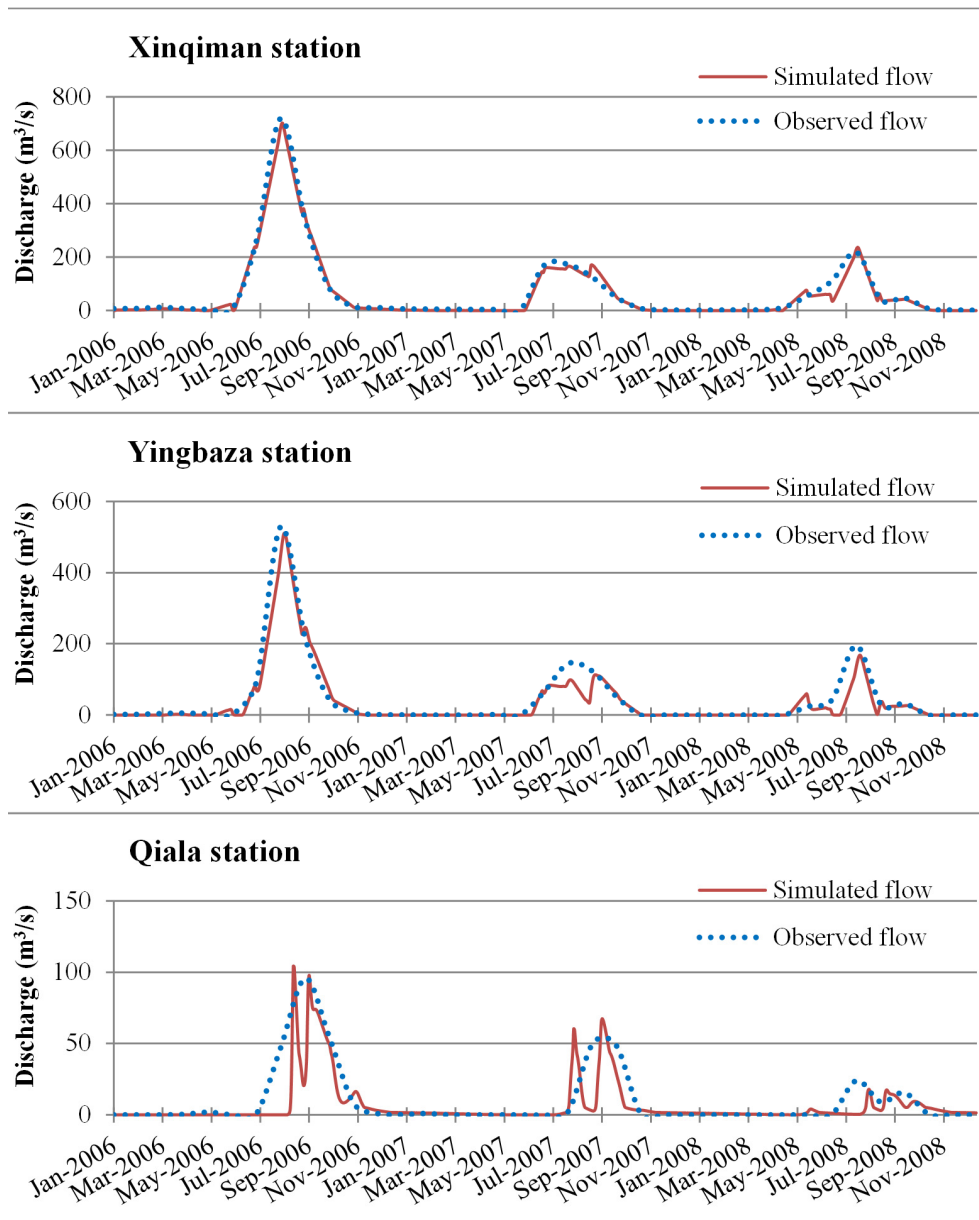 Xinqiman station
Simulated flow
Observed flow
Discharge (m³/s)
800
600
400
200
0
Jan-2006
Mar-2006
May-2006
Jul-2006
Sep-2006
Nov-2006
Jan-2007
Mar-2007
May-2007
Jul-2007
Sep-2007
Nov-2007
Jan-2008
Mar-2008
May-2008
Jul-2008
Sep-2008
Nov-2008
Yingbaza station
Simulated flow
Observed flow
Discharge (m³/s)
600
400
200
0
Jan-2006
Mar-2006
May-2006
Jul-2006
Sep-2006
Nov-2006
Jan-2007
Mar-2007
May-2007
Jul-2007
Sep-2007
Nov-2007
Jan-2008
Mar-2008
May-2008
Jul-2008
Sep-2008
Nov-2008
Qiala station
Simulated flow
Observed flow
Discharge (m³/s)
150
100
50
0
Jan-2006
Mar-2006
May-2006
Jul-2006
Sep-2006
Nov-2006
Jan-2007
Mar-2007
May-2007
Jul-2007
Sep-2007
Nov-2007
Jan-2008
Mar-2008
May-2008
Jul-2008
Sep-2008
Nov-2008